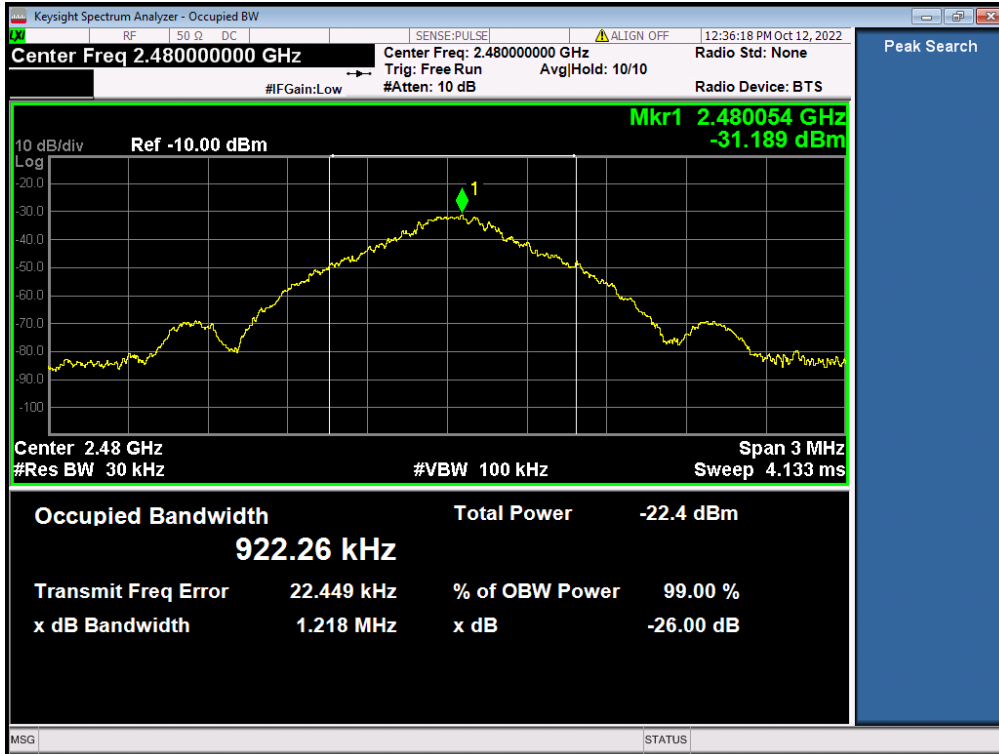 Keysight Spectrum Analyzer - Occupied BW
LXI RF 50 Ω DC SENSE:PULSE ALIGN OFF 12:36:18 PM Oct 12, 2022
Center Freq 2.480000000 GHz
Center Freq: 2.480000000 GHz
Radio Std: None
Trig: Free Run Avg|Hold: 10/10
#IFGain:Low #Atten: 10 dB Radio Device: BTS
Peak Search
Mkr1 2.480054 GHz
-31.189 dBm
10 dB/div Ref -10.00 dBm
Log
-20.0
1
-30.0
-40.0
-50.0
-60.0
-70.0
-80.0
-90.0
-100
Center 2.48 GHz Span 3 MHz
#Res BW 30 kHz #VBW 100 kHz Sweep 4.133 ms
Occupied Bandwidth Total Power -22.4 dBm
922.26 kHz
Transmit Freq Error 22.449 kHz % of OBW Power 99.00 %
x dB Bandwidth 1.218 MHz x dB -26.00 dB
MSG STATUS